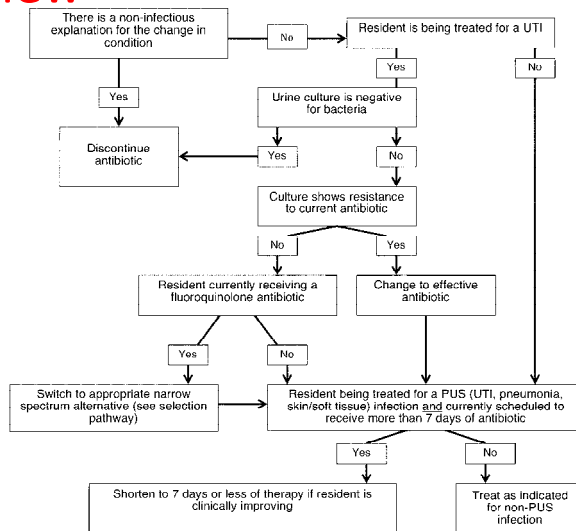 There is a non-infectious
explanation for the change in
condition
No
Resident is being treated for a UTI
Yes
No
Yes
Urine culture is negative
for bacteria
Discontinue
antibiotic
Yes
No
Culture shows resistance
to current antibiotic
No
Yes
Resident currently receiving a
fluoroquinolone antibiotic
Change to effective
antibiotic
Yes
No
Switch to appropriate narrow
spectrum alternative (see selection
pathway)
Resident being treated for a PUS (UTI, pneumonia,
skin/soft tissue) infection and currently scheduled to
receive more than 7 days of antibiotic
Yes
No
Shorten to 7 days or less of therapy if resident is
clinically improving
Treat as indicated
for non-PUS
infection